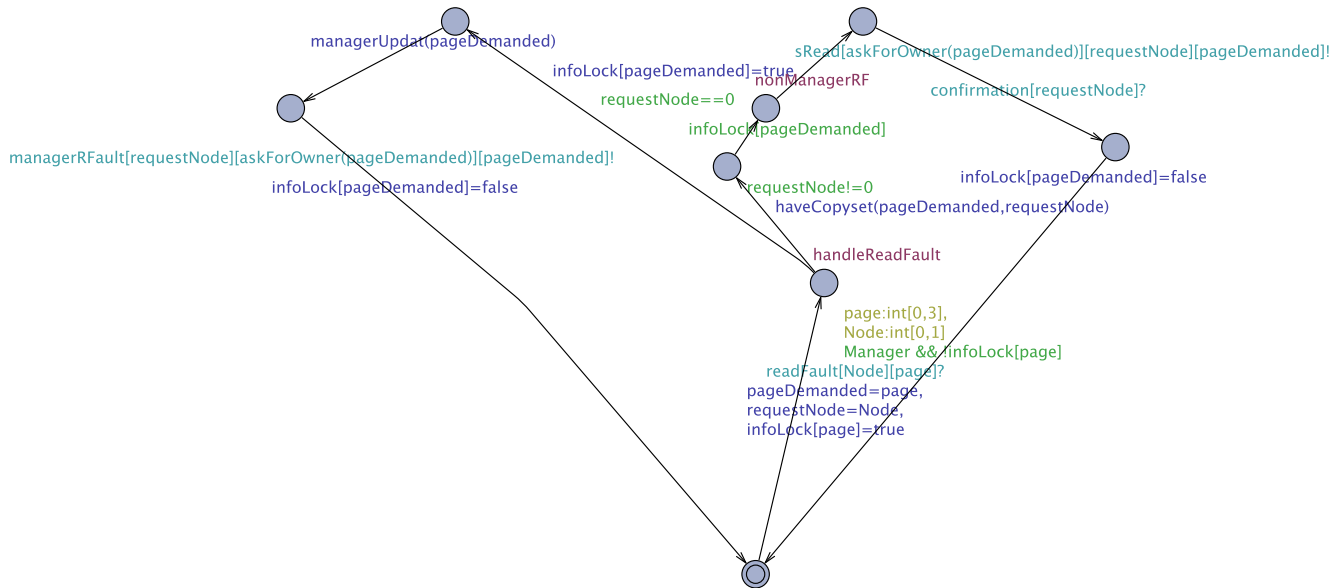 managerUpdat(pageDemanded)
sRead[askForOwner(pageDemanded)][requestNode][pageDemanded]!
infoLock[pageDemanded]=true
nonManagerRF
confirmation[requestNode]?
requestNode==0
infoLock[pageDemanded]
managerRFault[requestNode][askForOwner(pageDemanded)][pageDemanded]!
infoLock[pageDemanded]=false
requestNode!=0
infoLock[pageDemanded]=false
haveCopyset(pageDemanded,requestNode)
handleReadFault
page:int[0,3],
Node:int[0,1]
Manager && !infoLock[page]
readFault[Node][page]?
pageDemanded=page,
requestNode=Node,
infoLock[page]=true